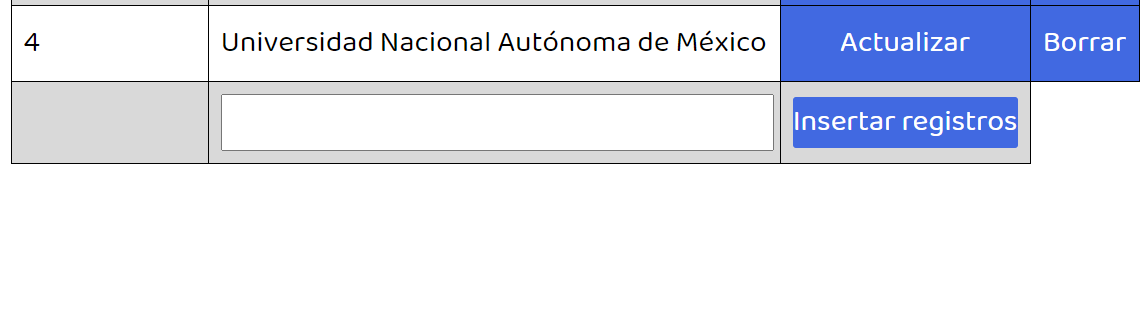 4 Universidad Nacional Autónoma de México Actualizar Borrar
Insertar registros